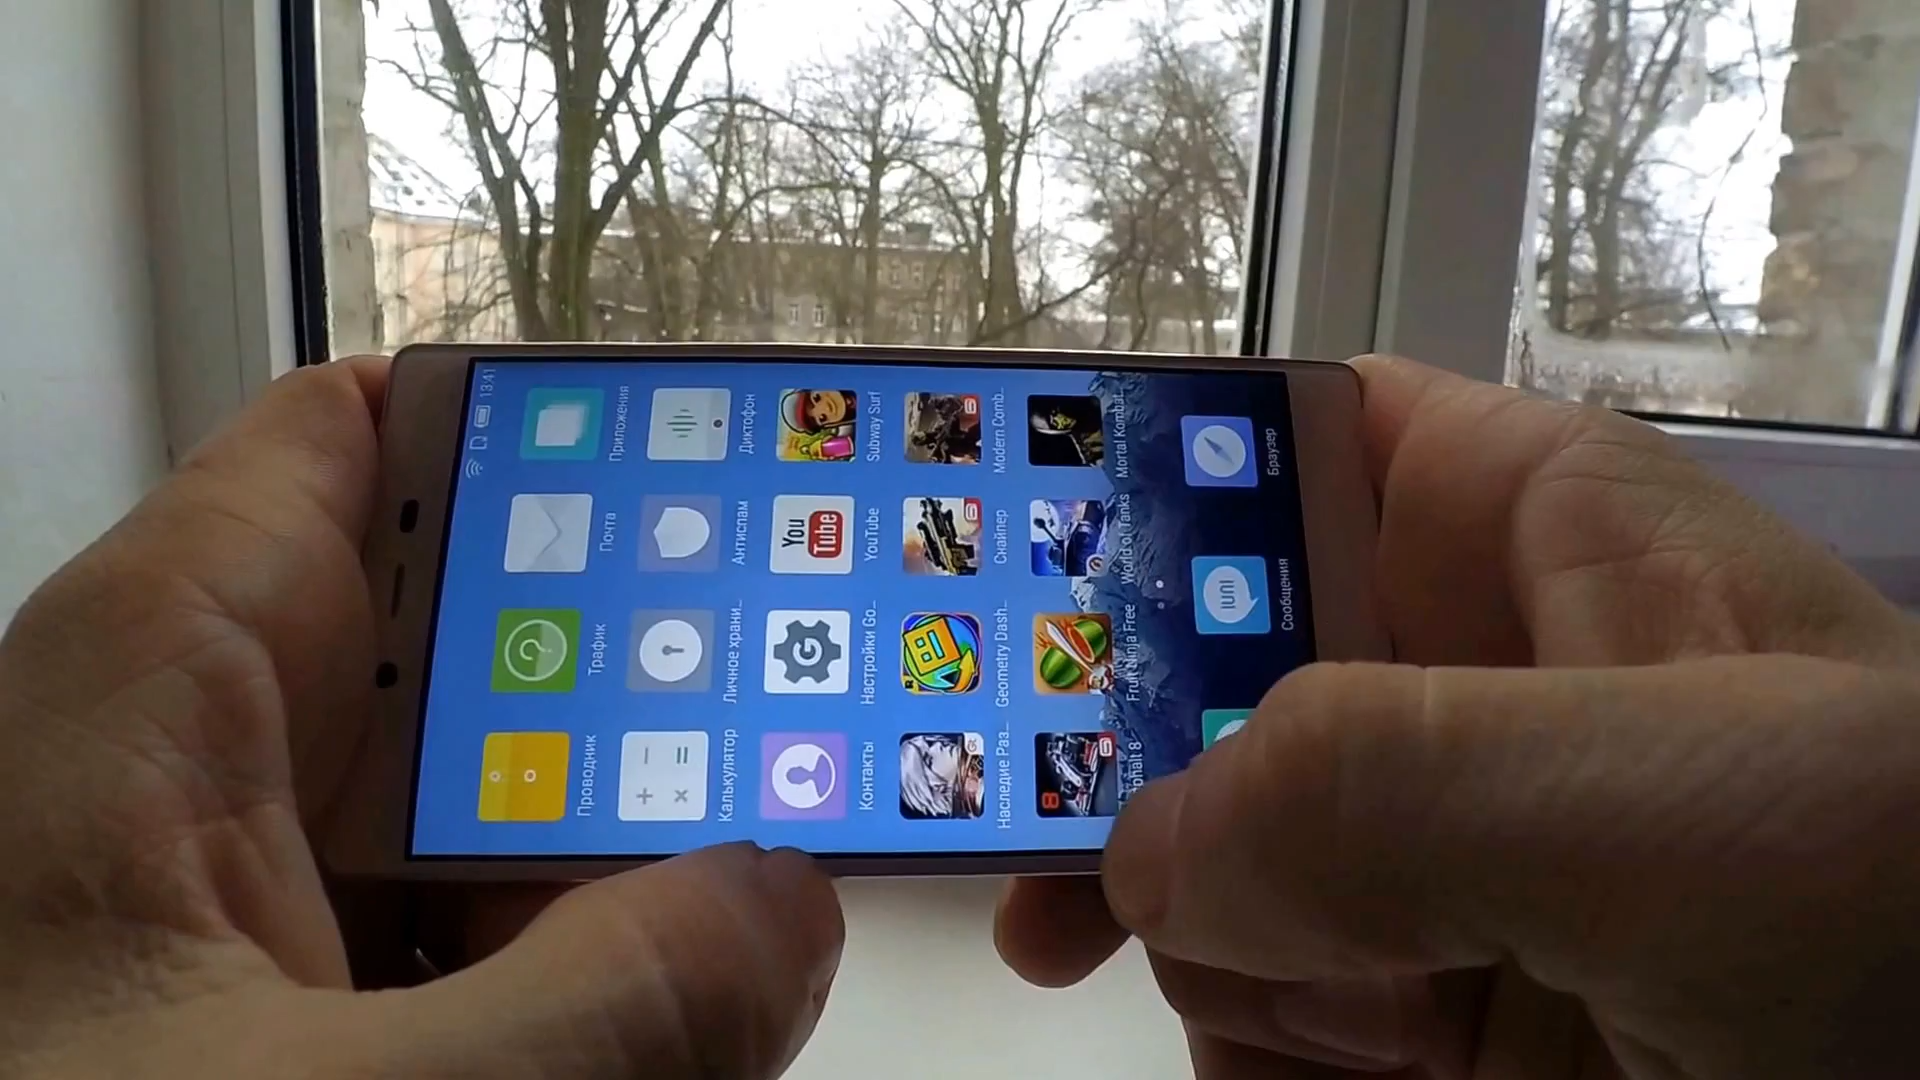 13:41
Проводник
Трафик
Почта
Приложения
Калькулятор
Личное храни...
Антиспам
Диктофон
Контакты
G
Настройки Go...
You
Tube
YouTube
Subway Surf
Наследие Раз...
Geometry Dash...
Снайпер
Modern Comb...
8
Fruit Ninja Free
World of Tanks
Mortal Kombat...
IUNI
Сообщения
Браузер